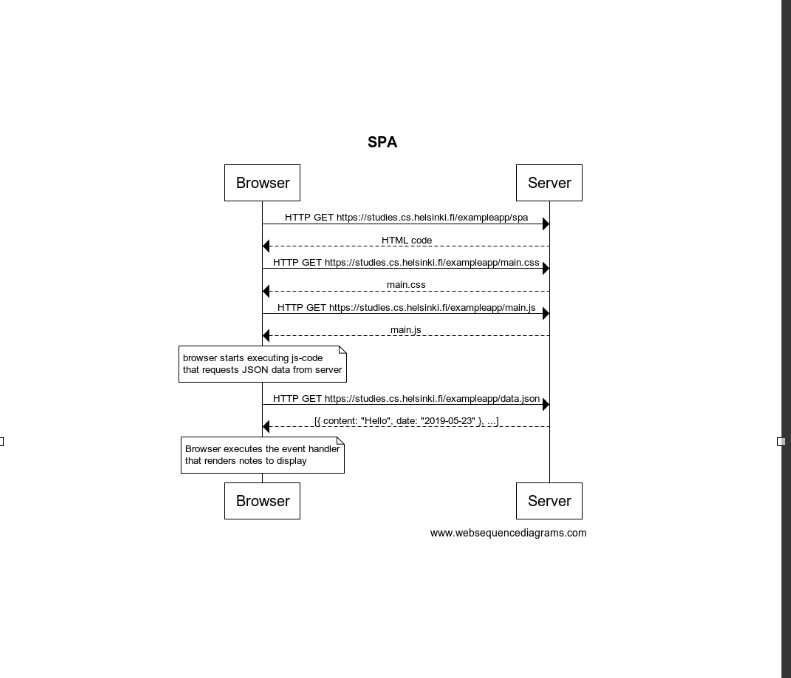 SPA
Browser
Server
HTTP GET https://studies.cs.helsinki.fi/exampleapp/spa
HTML code
HTTP GET https://studies.cs.helsinki.fi/exampleapp/main.css
main.css
HTTP GET https://studies.cs.helsinki.fi/exampleapp/main.js
main.js
browser starts executing js-code
that requests JSON data from server
HTTP GET https://studies.cs.helsinki.fi/exampleapp/data.json
[{ content: "Hello", date: "2019-05-23" }, ...]
Browser executes the event handler
that renders notes to display
Browser
Server
www.websequencediagrams.com